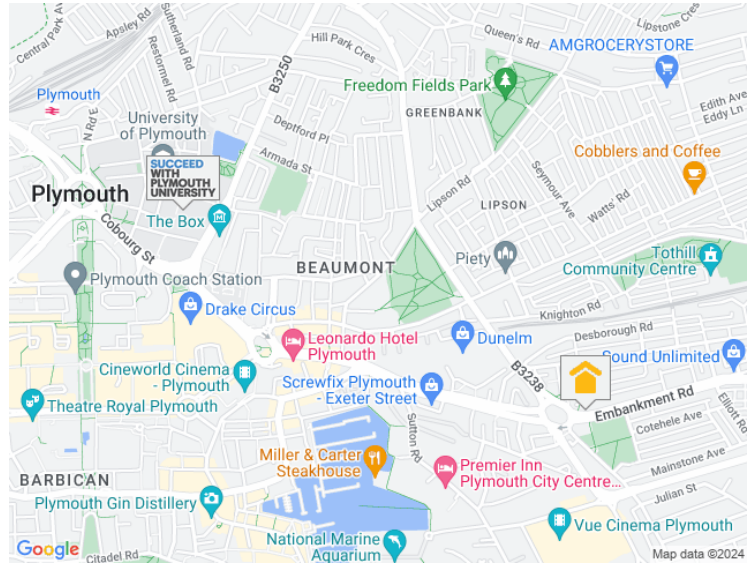 Apsley Rd
Sutherland Rd
Restormel Rd
Central Park Ave
Hill Park Cres
B3250
Queen's Rd
Lipstone Cres
AMGROCERYSTORE
Plymouth
N Rd E
University
of Plymouth
Freedom Fields Park
GREENBANK
Edith Ave
Eddy Ln
Deptford Pl
Armada St
SUCCEED
WITH
PLYMOUTH
UNIVERSITY
Cobblers and Coffee
Plymouth
Lipson Rd
Seymour Ave
LIPSON
Watts' Rd
The Box
Cobourg St
BEAUMONT
Piety
Tothill
Community Centre
Plymouth Coach Station
Drake Circus
Knighton Rd
Desborough Rd
Leonardo Hotel
Plymouth
Dunelm
B3238
Sound Unlimited
Cineworld Cinema
- Plymouth
Screwfix Plymouth
- Exeter Street
Embankment Rd
Theatre Royal Plymouth
Sutton Rd
Cotehele Ave
Elliott Rd
Miller & Carter
Steakhouse
Mainstone Ave
BARBICAN
Premier Inn
Plymouth City Centre...
Julian St
Plymouth Gin Distillery
Vue Cinema Plymouth
National Marine
Aquarium
Google
Citadel Rd
Map data ©2024